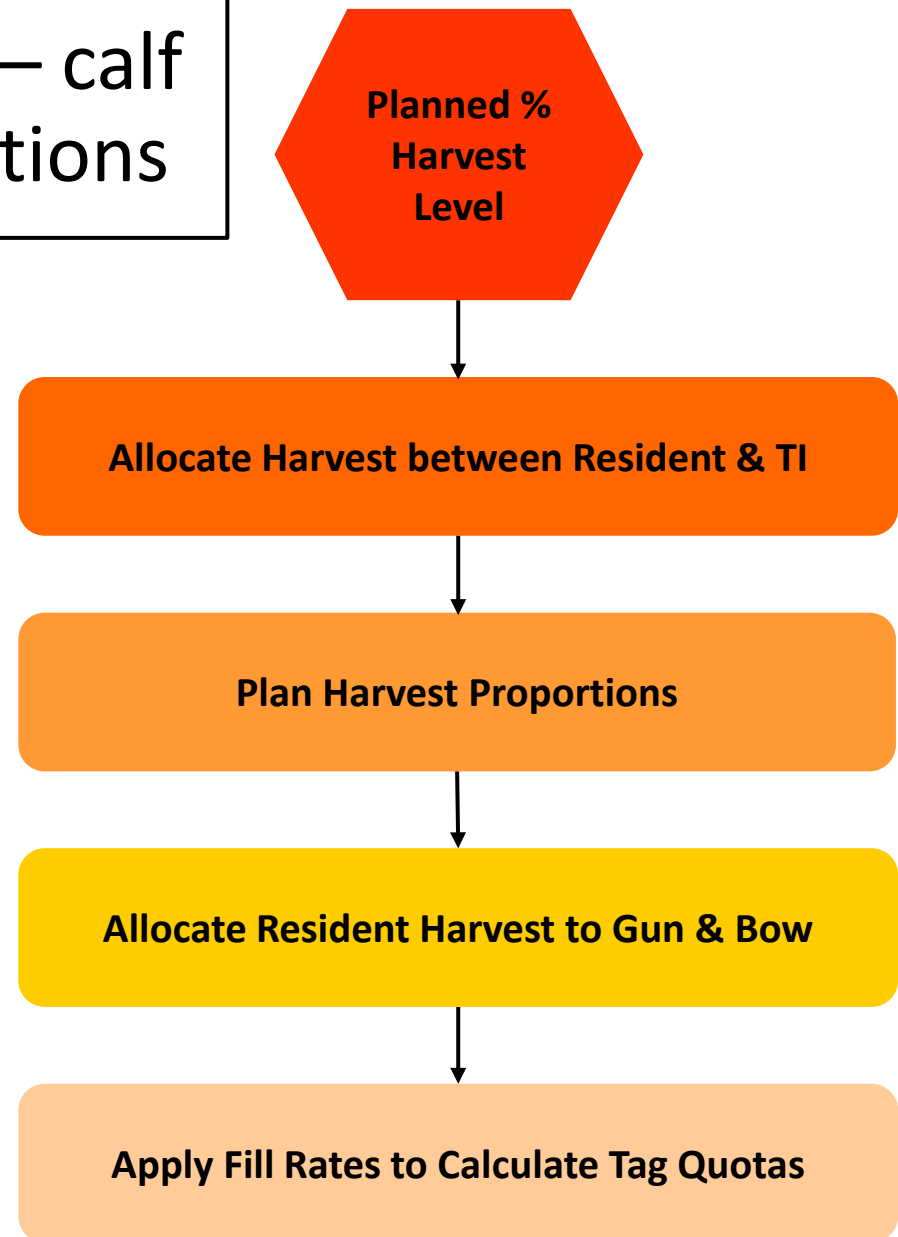 – calf
tions
Planned %
Harvest
Level
Allocate Harvest between Resident & TI
Plan Harvest Proportions
Allocate Resident Harvest to Gun & Bow
Apply Fill Rates to Calculate Tag Quotas